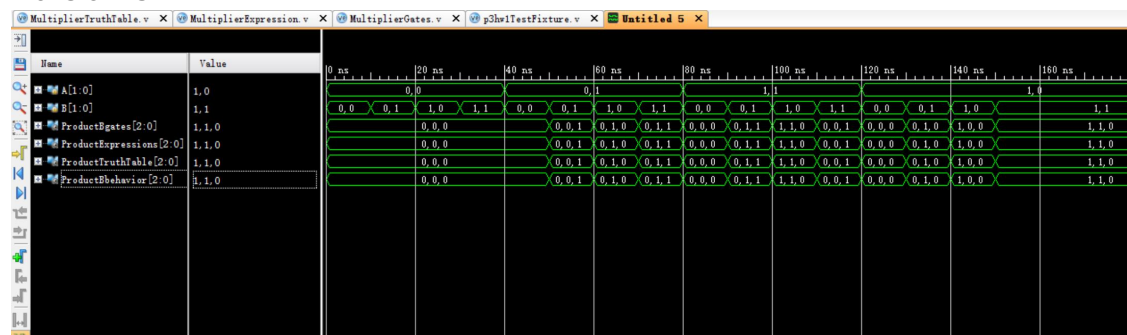 MultiplierTruthTable.v X MultiplierExpression.v X MultiplierGates.v X p3hw1TestFixture.v X Untitled 5 X
Name Value
0 ns 20 ns 40 ns 60 ns 80 ns 100 ns 120 ns 140 ns 160 ns
A[1:0] 1,0 0,0 0,1 1,1 1,0
B[1:0] 1,1 0,0 0,1 1,0 1,1 0,0 0,1 1,0 1,1 0,0 0,1 1,0 1,1 0,0 0,1 1,0 1,1
ProductBgates[2:0] 1,1,0 0,0,0 0,0,1 0,1,0 0,1,1 0,0,0 0,1,1 1,1,0 0,0,1 0,0,0 0,1,0 1,0,0 1,1,0
ProductExpressions[2:0] 1,1,0 0,0,0 0,0,1 0,1,0 0,1,1 0,0,0 0,1,1 1,1,0 0,0,1 0,0,0 0,1,0 1,0,0 1,1,0
ProductTruthTable[2:0] 1,1,0 0,0,0 0,0,1 0,1,0 0,1,1 0,0,0 0,1,1 1,1,0 0,0,1 0,0,0 0,1,0 1,0,0 1,1,0
ProductBbehavior[2:0] 1,1,0 0,0,0 0,0,1 0,1,0 0,1,1 0,0,0 0,1,1 1,1,0 0,0,1 0,0,0 0,1,0 1,0,0 1,1,0